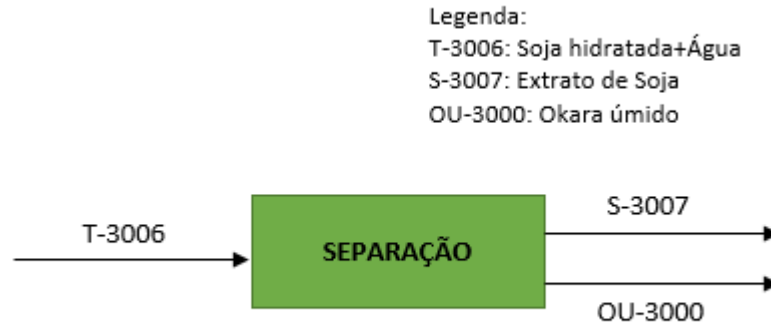 Legenda:
T-3006: Soja hidratada+Água
S-3007: Extrato de Soja
OU-3000: Okara úmido
T-3006
SEPARAÇÃO
S-3007
OU-3000